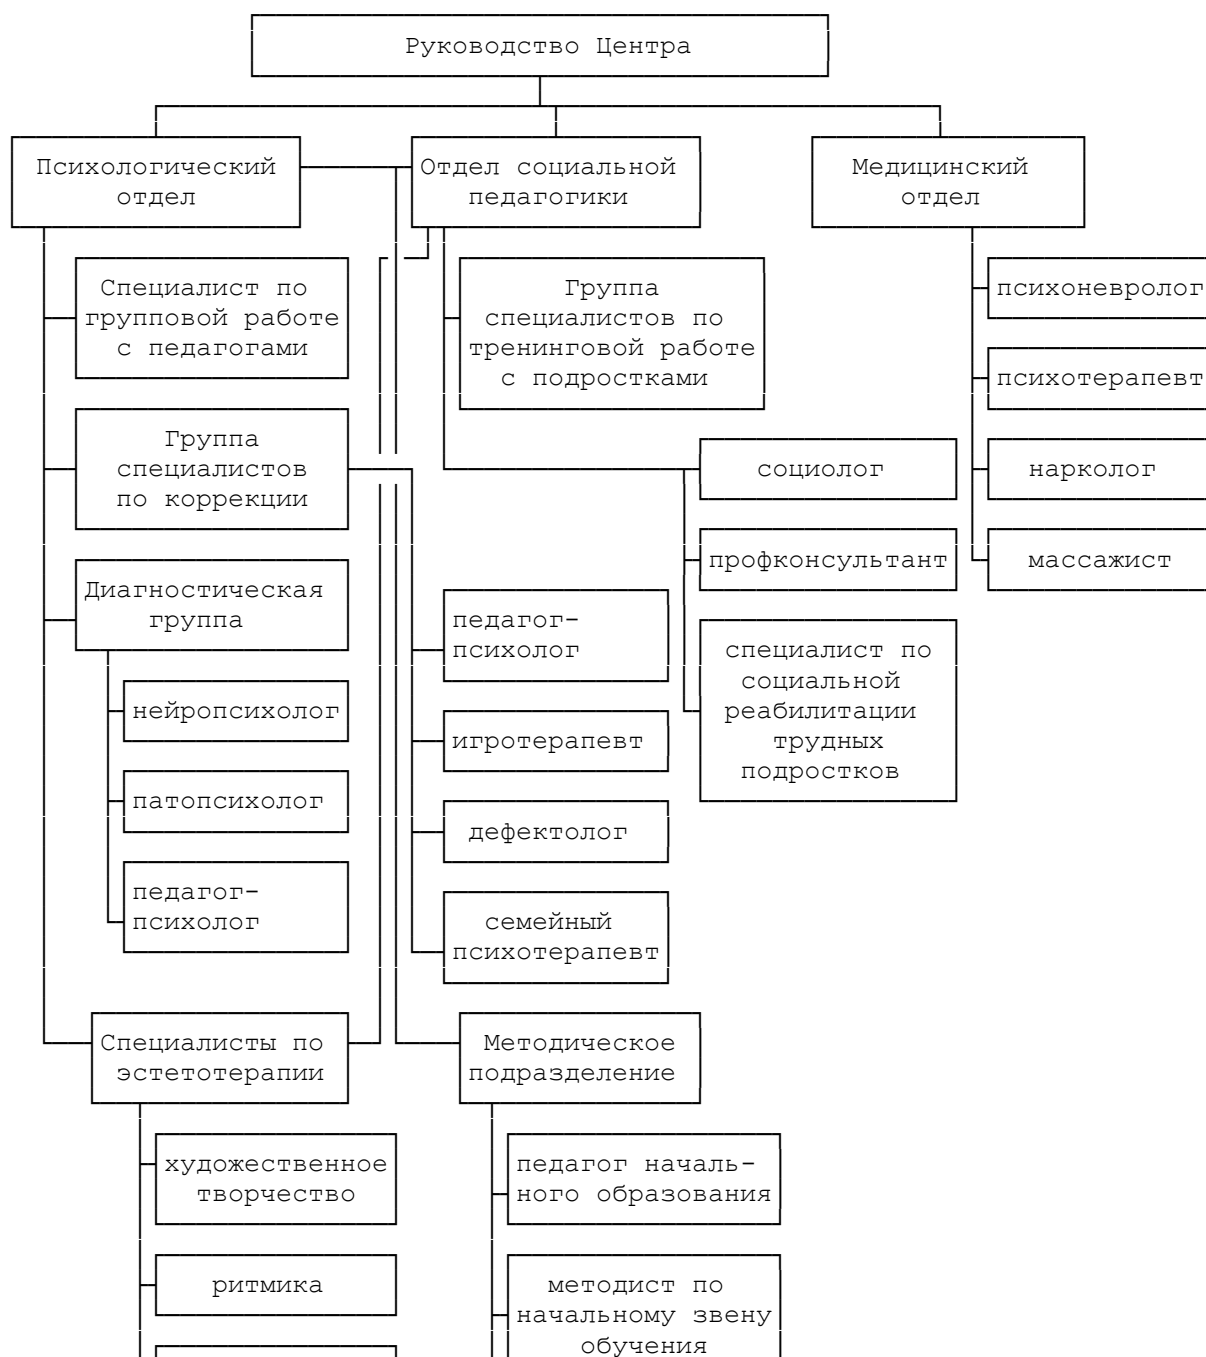 Руководство Центра
Психологический
отдел
Отдел социальной
педагогики
Медицинский
отдел
Специалист по
групповой работе
с педагогами
Группа
специалистов по
тренинговой работе
с подростками
психоневролог
психотерапевт
Группа
специалистов
по коррекции
социолог
нарколог
профконсультант
массажист
Диагностическая
группа
педагог-
психолог
специалист по
социальной
реабилитации
трудных
подростков
нейропсихолог
игротерапевт
патопсихолог
дефектолог
педагог-
психолог
семейный
психотерапевт
Специалисты по
эстетотерапии
Методическое
подразделение
художественное
творчество
педагог началь-
ного образования
ритмика
методист по
начальному звену
обучения